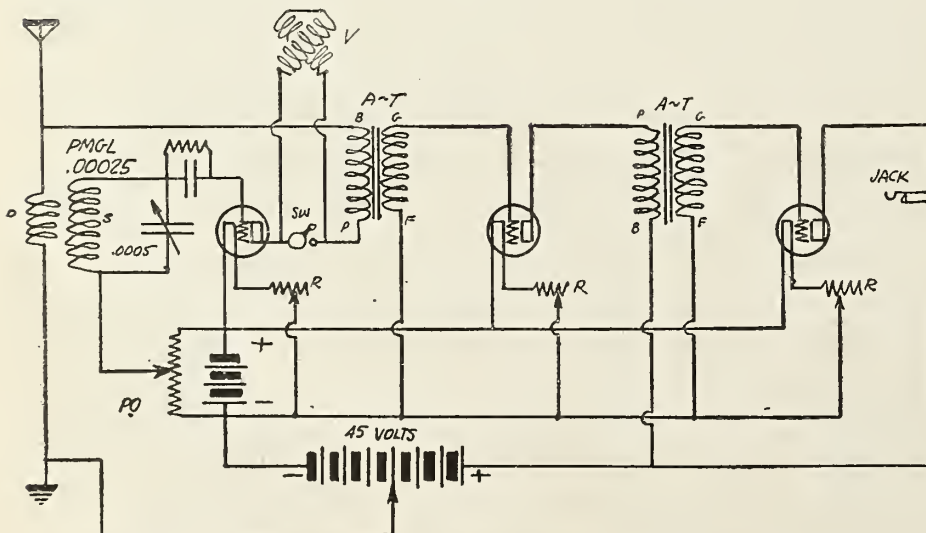 V
A~T
A~T
B G
P G
PMGL
.00025
JACK
P
S
SW
P F
B F
.0005
R
R
R
+
PO
-
45 VOLTS
- +